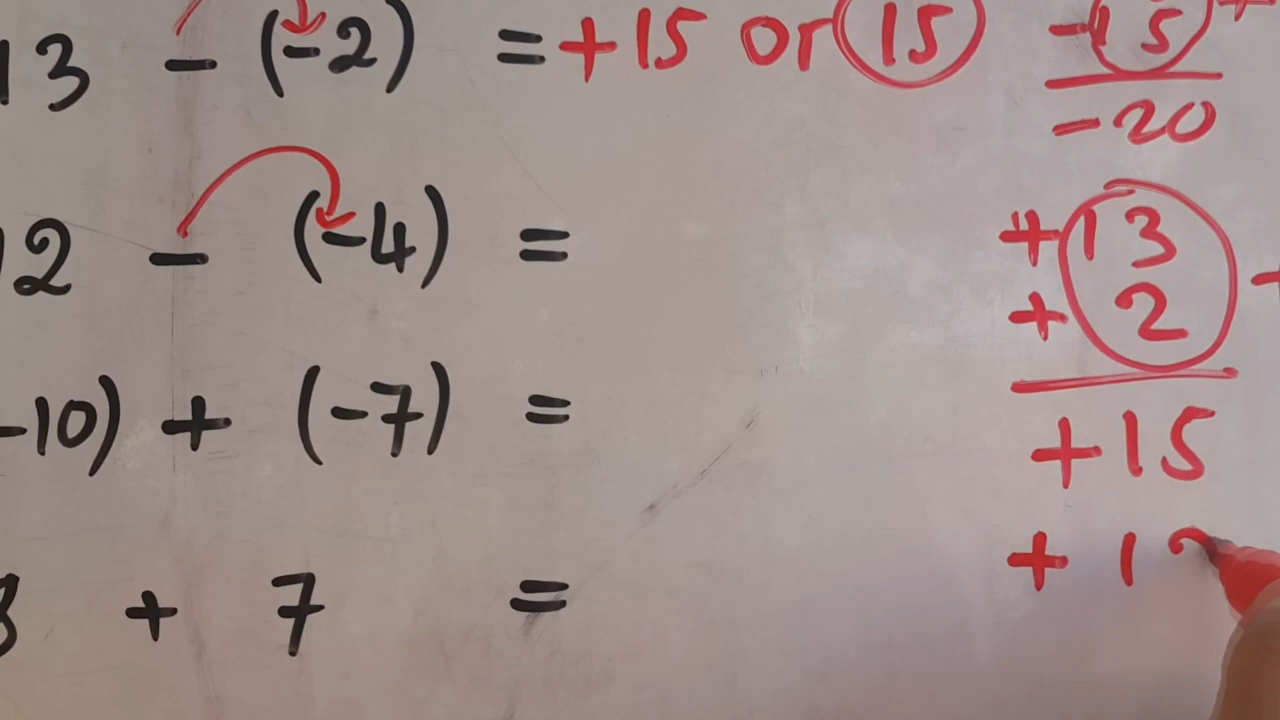 13 - (-2) = +15 or 15
-15 +
-20
12 - (-4) =
+13
+ 2
+15
-10) + (-7) =
+ 1
8 + 7 =